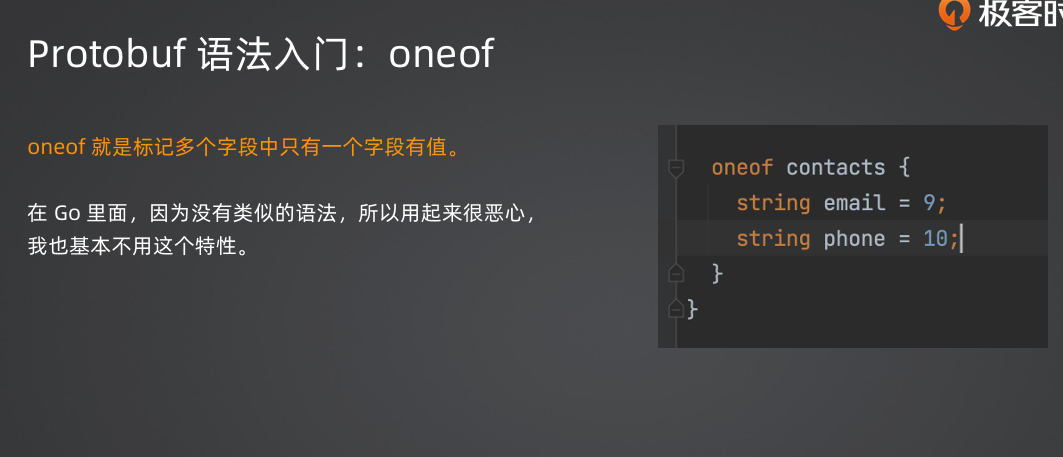 极客时
Protobuf 语法入门：oneof
oneof 就是标记多个字段中只有一个字段有值。
在 Go 里面，因为没有类似的语法，所以用起来很恶心，
我也基本不用这个特性。
oneof contacts {
string email = 9;
string phone = 10;
}
}